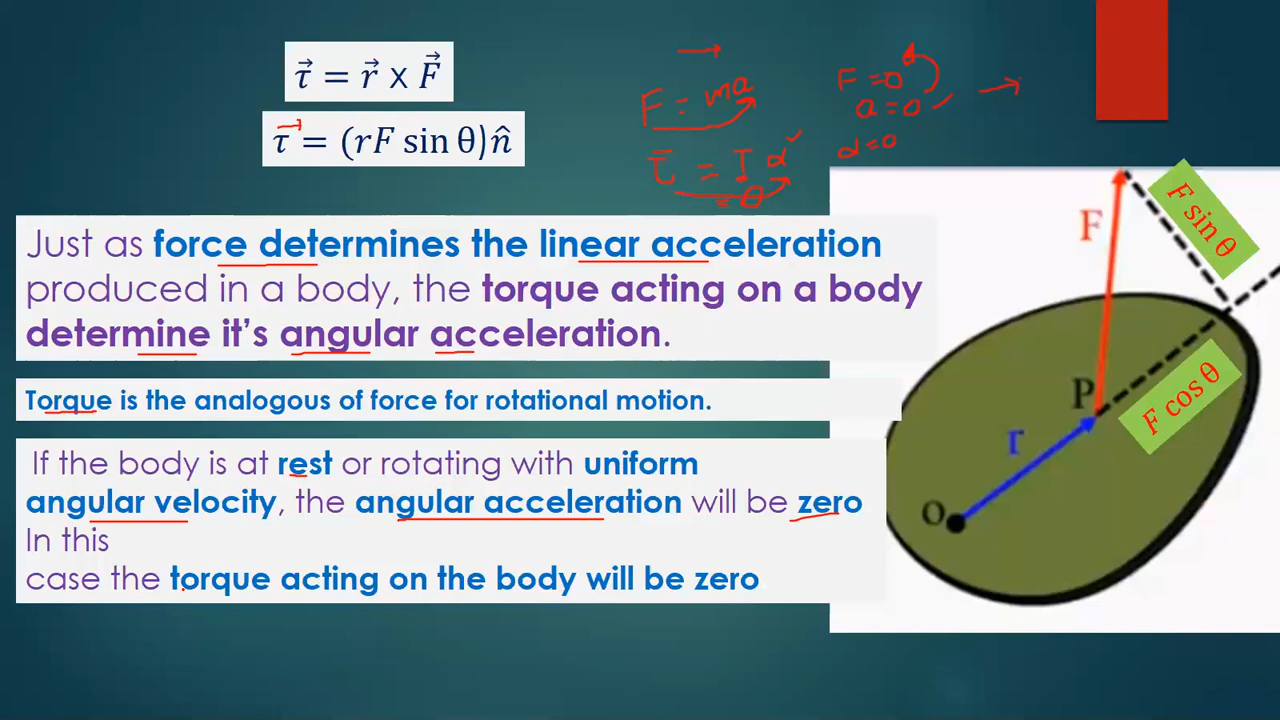 τ⃗ = r⃗ x F⃗
τ = (rF sin θ)n̂
F = ma
τ = I α
= 0
F = 0
a = 0
α = 0
Just as force determines the linear acceleration
produced in a body, the torque acting on a body
determine it's angular acceleration.
Torque is the analogous of force for rotational motion.
If the body is at rest or rotating with uniform
angular velocity, the angular acceleration will be zero
In this
case the torque acting on the body will be zero
F
F sin θ
P
F cos θ
r
O